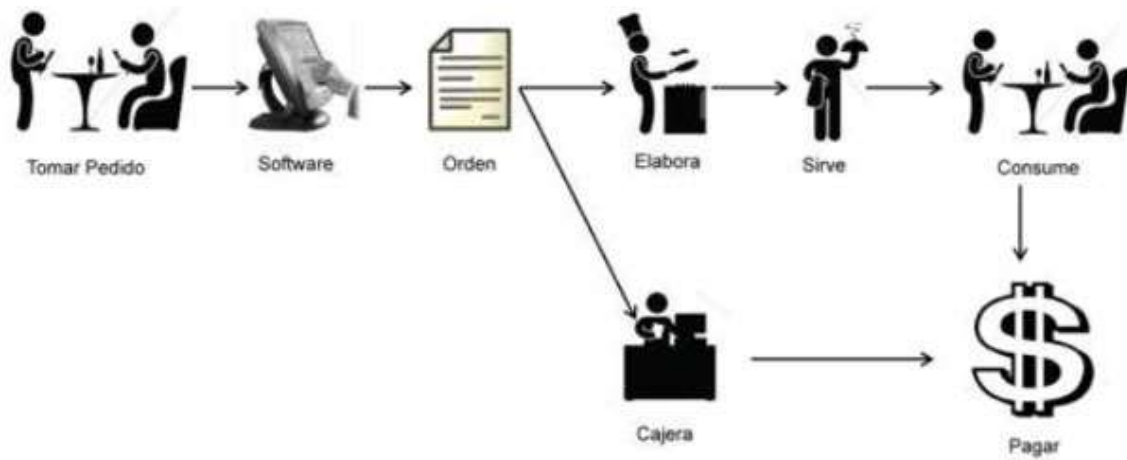 Tomar Pedido
Software
Orden
Elabora
Sirve
Consume
Cajera
Pagar